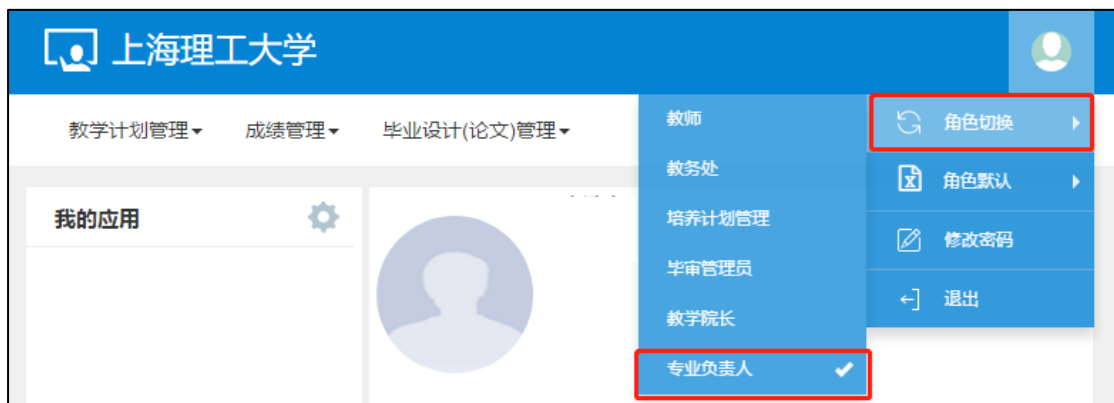 上海理工大学
教学计划管理 成绩管理 毕业设计(论文)管理
我的应用
教师
教务处
培养计划管理
毕审管理员
教学院长
专业负责人
角色切换
角色默认
修改密码
退出